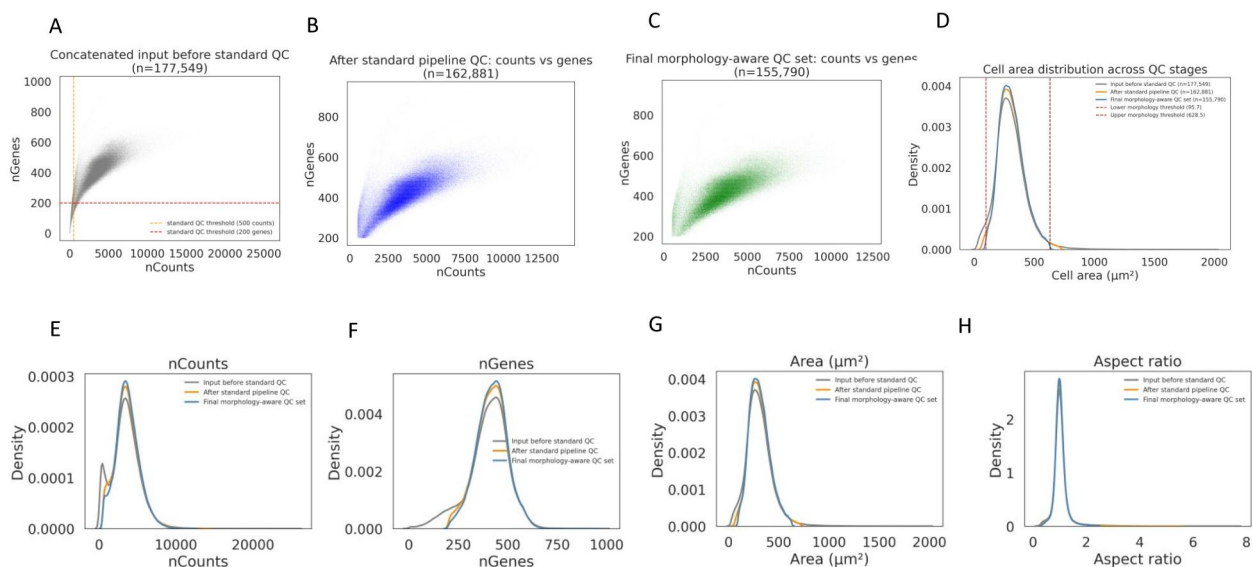 A
Concatenated input before standard QC
(n=177,549)
1000
800
600
400
200
0
nGenes
standard QC threshold (500 counts)
standard QC threshold (200 genes)
0 5000 10000 15000 20000 25000
nCounts
B
After standard pipeline QC: counts vs genes
(n=162,881)
800
600
400
200
nGenes
2500 5000 7500 10000 12500
nCounts
C
Final morphology-aware QC set: counts vs genes
(n=155,790)
800
600
400
200
nGenes
0 2500 5000 7500 10000 12500
nCounts
D
Cell area distribution across QC stages
0.004
0.003
0.002
0.001
0.000
Density
Input before standard QC (n=177,549)
After standard pipeline QC (n=162,881)
Final morphology-aware QC set (n=155,790)
Lower morphology threshold (95.7)
Upper morphology threshold (628.5)
0 500 1000 1500 2000
Cell area (µm²)
E
nCounts
0.0003
0.0002
0.0001
0.0000
Density
Input before standard QC
After standard pipeline QC
Final morphology-aware QC set
0 10000 20000
nCounts
F
nGenes
0.004
0.002
0.000
Density
Input before standard QC
After standard pipeline QC
Final morphology-aware QC set
0 250 500 750 1000
nGenes
G
Area (µm²)
0.004
0.003
0.002
0.001
0.000
Density
Input before standard QC
After standard pipeline QC
Final morphology-aware QC set
0 500 1000 1500 2000
Area (µm²)
H
Aspect ratio
2
1
0
Density
Input before standard QC
After standard pipeline QC
Final morphology-aware QC set
0 2 4 6 8
Aspect ratio